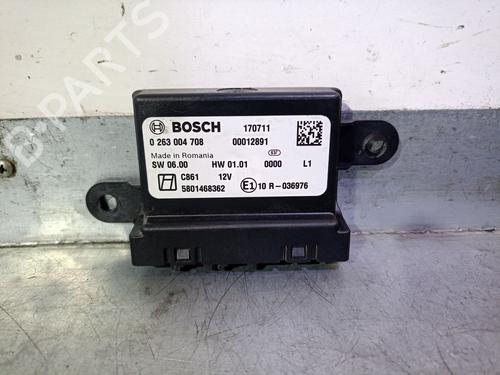 BOSCH 170711
0 263 004 708 00012891
Made in Romania
SW 06.00 HW 01.01 0000 L1
C861 12V
5801468362 E1 10 R-036976